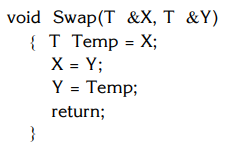 void Swap(T &X, T &Y)
{ T Temp = X;
X = Y;
Y = Temp;
return;
}